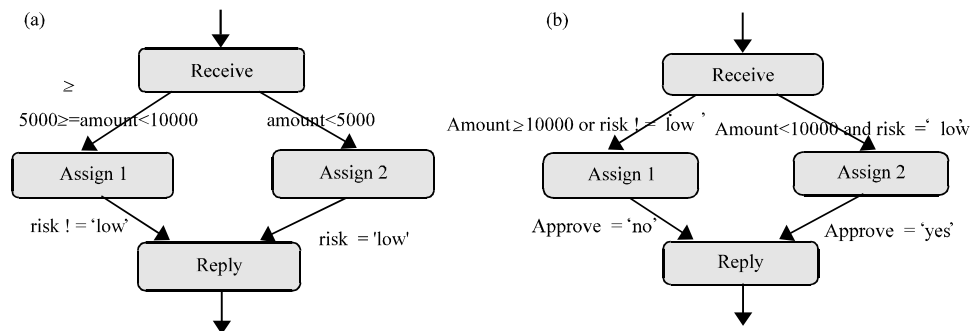 (a)
Receive
≥
5000≥=amount<10000
amount<5000
Assign 1
Assign 2
risk ! = ‘low’
risk = 'low'
Reply
(b)
Receive
Amount≥10000 or risk ! = ‘low ’
Amount<10000 and risk =‘ low’
Assign 1
Assign 2
Approve = ‘no’
Approve = ‘yes’
Reply